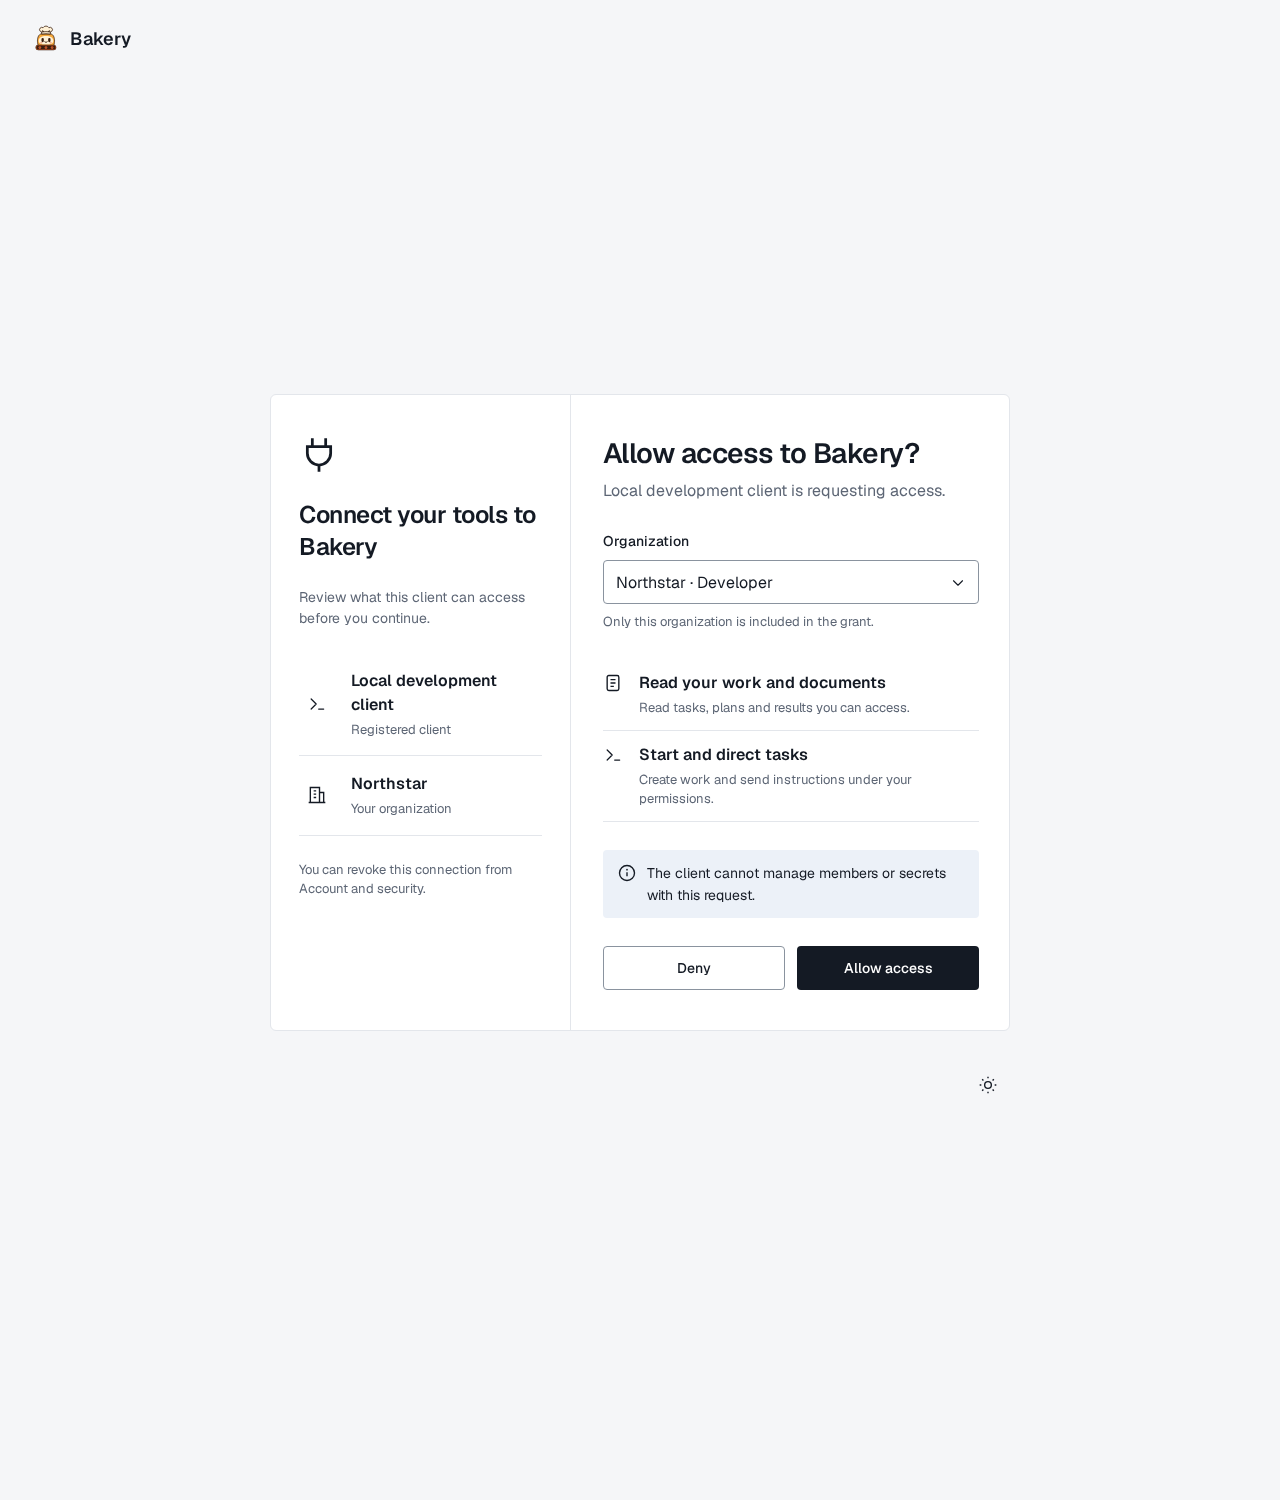 Bakery
Connect your tools to
Bakery
Review what this client can access
before you continue.
Local development
client
Registered client
Northstar
Your organization
You can revoke this connection from
Account and security.
Allow access to Bakery?
Local development client is requesting access.
Organization
Northstar · Developer
Only this organization is included in the grant.
Read your work and documents
Read tasks, plans and results you can access.
Start and direct tasks
Create work and send instructions under your
permissions.
The client cannot manage members or secrets
with this request.
Deny
Allow access